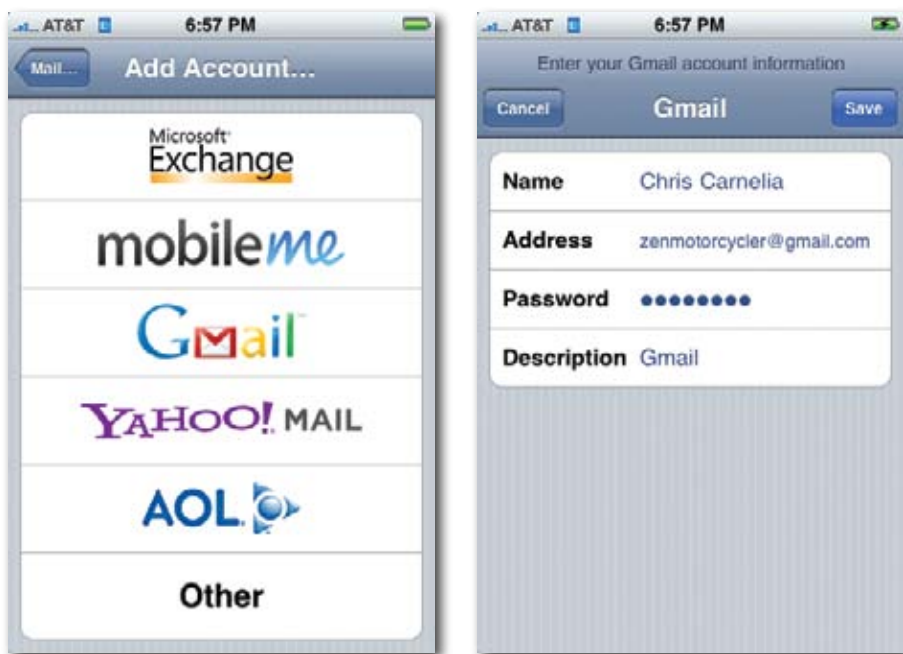 AT&T 6:57 PM
Mail... Add Account...
Microsoft
Exchange
mobileme
Gmail
YAHOO! MAIL
AOL
Other
AT&T 6:57 PM
Enter your Gmail account information
Cancel Gmail Save
Name Chris Carnelia
Address zenmotorcycler@gmail.com
Password ••••••••
Description Gmail